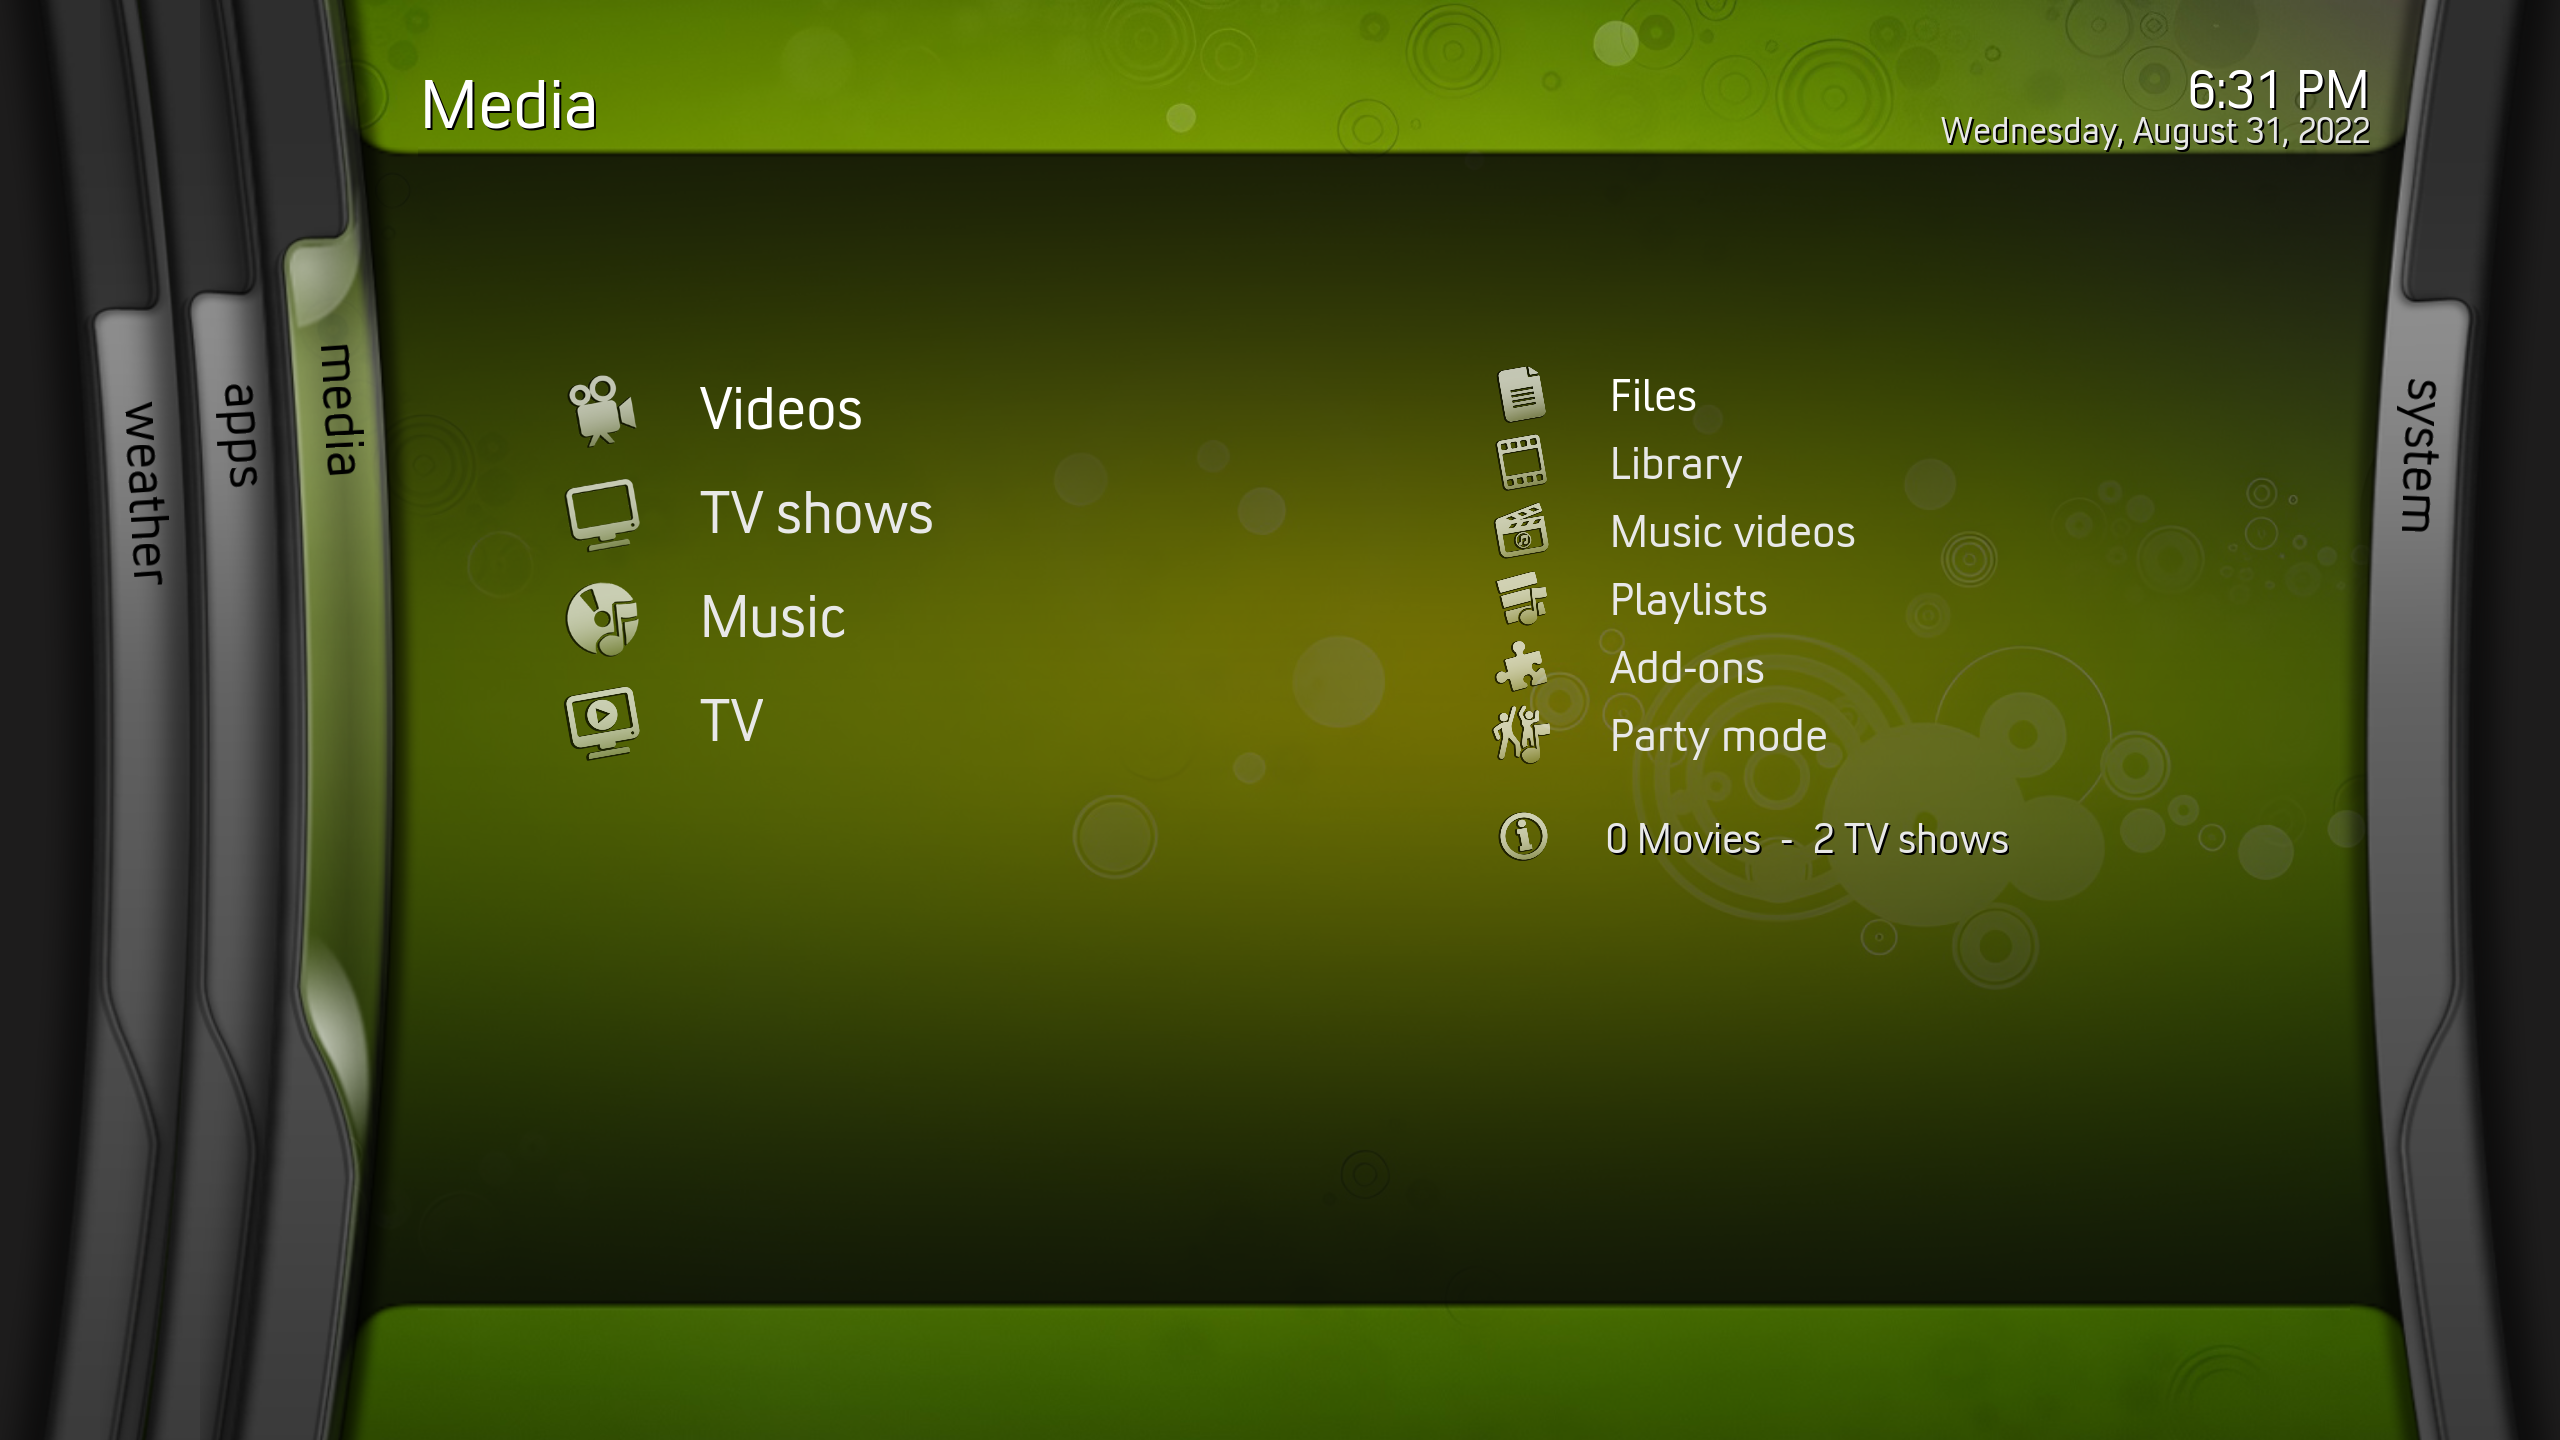 Media
6:31 PM
Wednesday, August 31, 2022
weather
apps
media
Videos
TV shows
Music
TV
Files
Library
Music videos
Playlists
Add-ons
Party mode
0 Movies - 2 TV shows
system